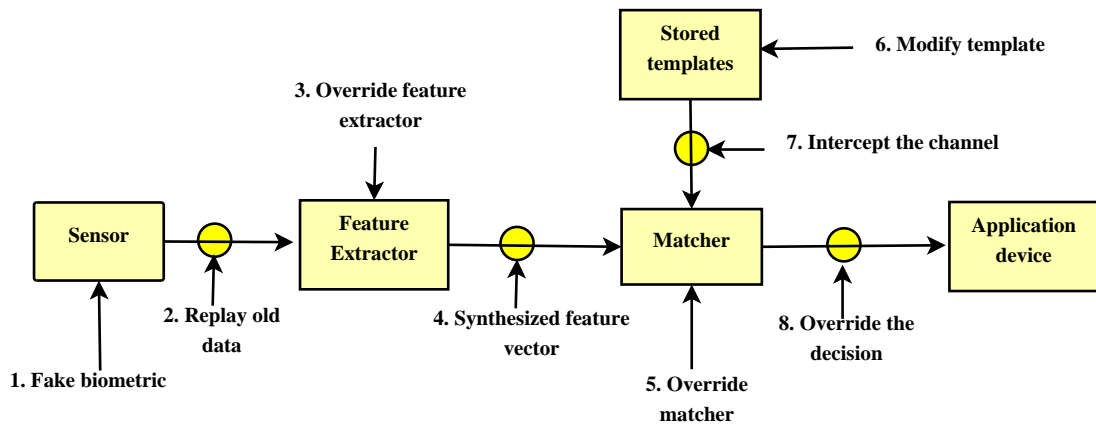 Stored
templates
6. Modify template
3. Override feature
extractor
7. Intercept the channel
Sensor
Feature
Extractor
Matcher
Application
device
2. Replay old
data
4. Synthesized feature
vector
8. Override the
decision
1. Fake biometric
5. Override
matcher